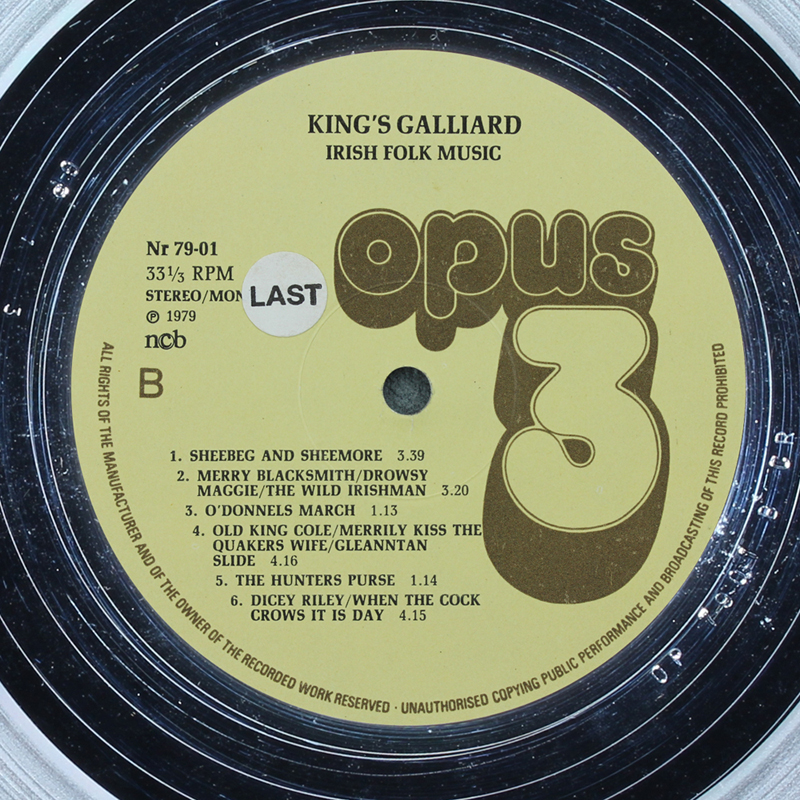 KING'S GALLIARD
IRISH FOLK MUSIC
opus
3
Nr 79-01
33⅓ RPM
STEREO/MON
LAST
℗ 1979
ncb
B
1. SHEEBEG AND SHEEMORE 3.39
2. MERRY BLACKSMITH/DROWSY
MAGGIE/THE WILD IRISHMAN 3.20
3. O'DONNELS MARCH 1.13
4. OLD KING COLE/MERRILY KISS THE
QUAKERS WIFE/GLEANNTAN
SLIDE 4.16
5. THE HUNTERS PURSE 1.14
6. DICEY RILEY/WHEN THE COCK
CROWS IT IS DAY 4.15
ALL RIGHTS OF THE MANUFACTURER AND OF THE OWNER OF THE RECORDED WORK RESERVED · UNAUTHORISED COPYING PUBLIC PERFORMANCE AND BROADCASTING OF THIS RECORD PROHIBITED